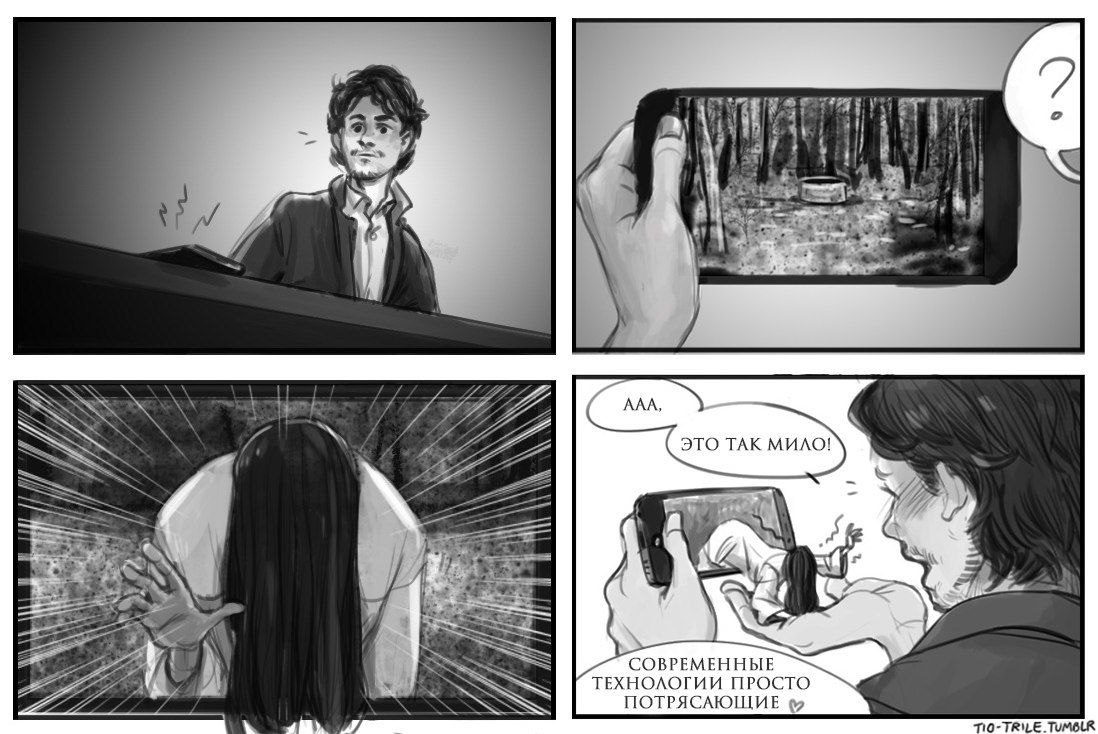 ?
ААА,
ЭТО ТАК МИЛО!
СОВРЕМЕННЫЕ
ТЕХНОЛОГИИ ПРОСТО
ПОТРЯСАЮЩИЕ
TIO-TRILE.TUMBLR